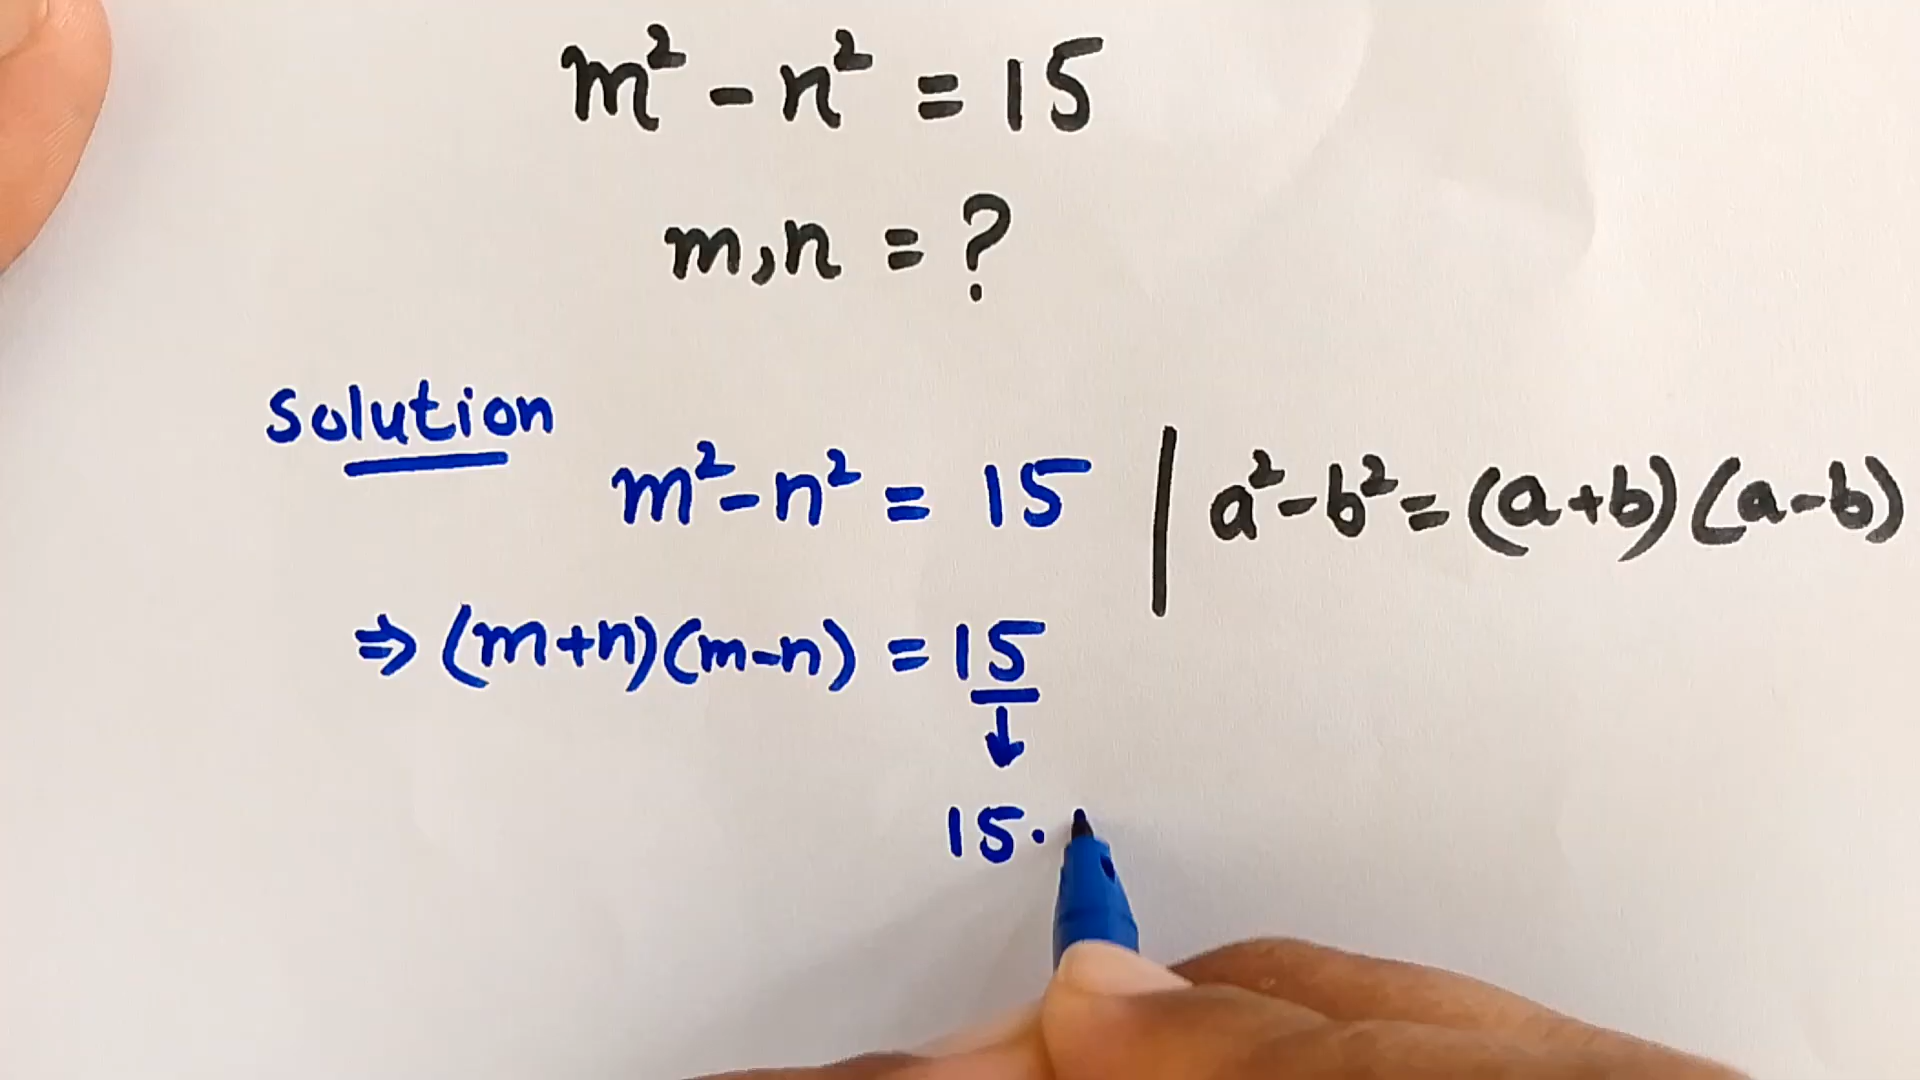 m² - n² = 15
m,n = ?
Solution
m² - n² = 15 | a² - b² = (a+b)(a-b)
⇒ (m+n)(m-n) = 15
↓
15.